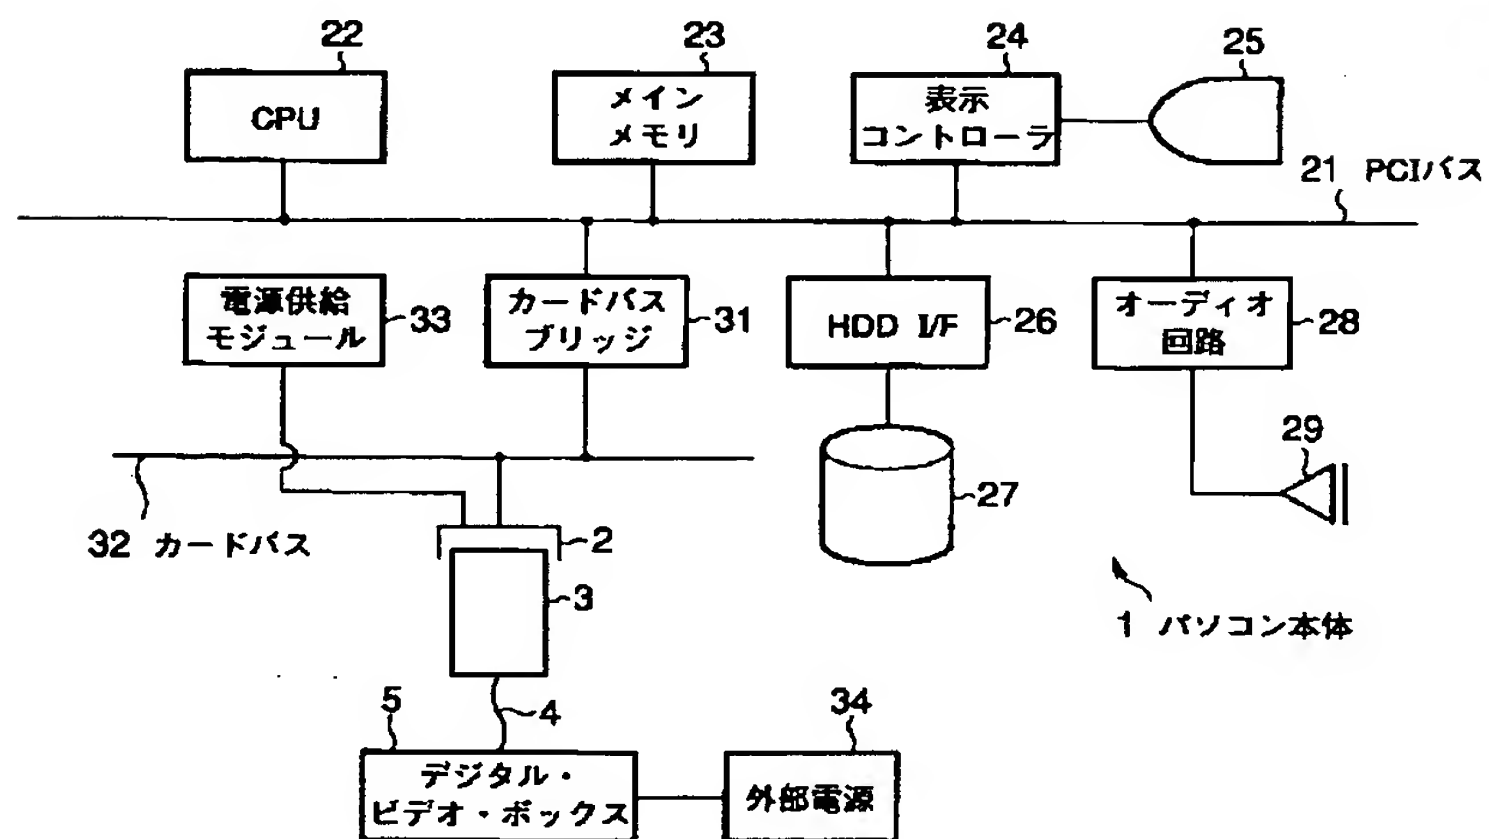 22
23
24
25
CPU
メイン
メモリ
表示
コントローラ
21 PCIバス
電源供給
モジュール
33
カードバス
ブリッジ
31
HDD I/F
26
オーディオ
回路
28
29
27
32 カードバス
2
3
1 パソコン本体
5
4
34
デジタル・
ビデオ・ボックス
外部電源